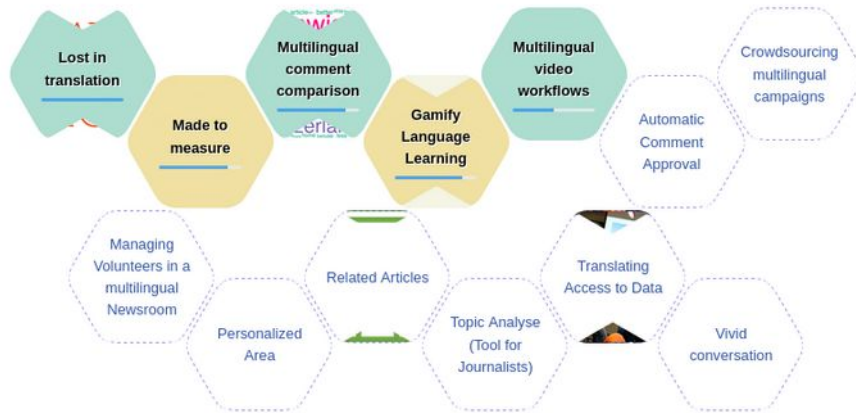 Lost in
translation
Made to
measure
Multilingual
comment
comparison
Gamify
Language
Learning
Multilingual
video
workflows
Automatic
Comment
Approval
Crowdsourcing
multilingual
campaigns
Managing
Volunteers in a
multilingual
Newsroom
Personalized
Area
Related Articles
Topic Analyse
(Tool for
Journalists)
Translating
Access to Data
Vivid
conversation